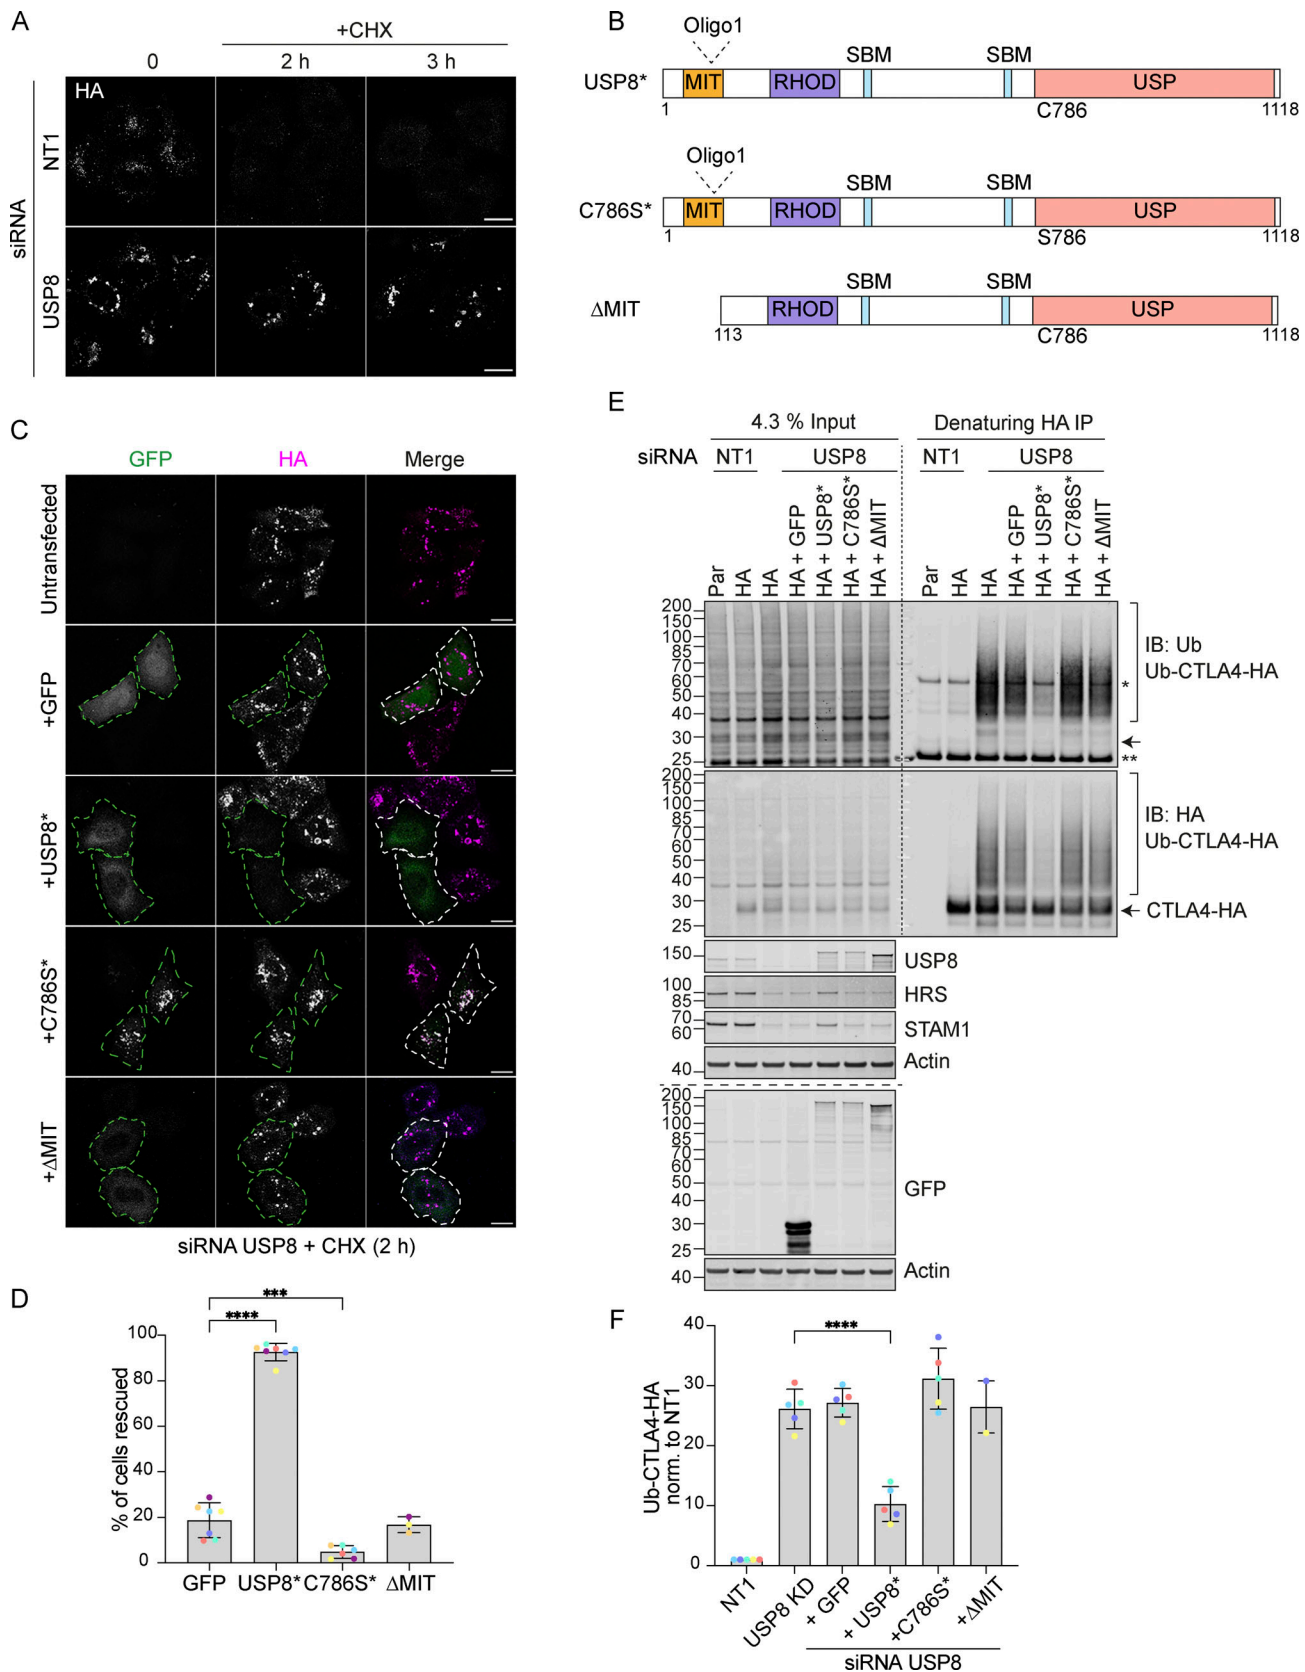 A
+CHX
0
2 h
3 h
siRNA
NT1
USP8
HA
B
Oligo1
USP8*
MIT
RHOD
SBM
SBM
USP
1
C786
1118
Oligo1
C786S*
MIT
RHOD
SBM
SBM
USP
1
S786
1118
ΔMIT
RHOD
SBM
SBM
USP
113
C786
1118
C
GFP
HA
Merge
Untransfected
+GFP
+USP8*
+C786S*
+ΔMIT
siRNA USP8 + CHX (2 h)
D
% of cells rescued
100
80
60
40
20
0
***
****
GFP
USP8*
C786S*
ΔMIT
E
4.3 % Input
Denaturing HA IP
siRNA
NT1
USP8
NT1
USP8
Par
HA
HA
HA + GFP
HA + USP8*
HA + C786S*
HA + ΔMIT
Par
HA
HA
HA + GFP
HA + USP8*
HA + C786S*
HA + ΔMIT
200
150
100
85
70
60
50
40
30
25
IB: Ub
Ub-CTLA4-HA
*
**
200
150
100
85
70
60
50
40
30
25
IB: HA
Ub-CTLA4-HA
CTLA4-HA
150
USP8
100
85
HRS
70
60
STAM1
40
Actin
200
150
100
85
70
60
50
40
30
25
GFP
40
Actin
F
Ub-CTLA4-HA
norm. to NT1
40
30
20
10
0
****
NT1
USP8 KD
+ GFP
+ USP8*
+C786S*
+ΔMIT
siRNA USP8